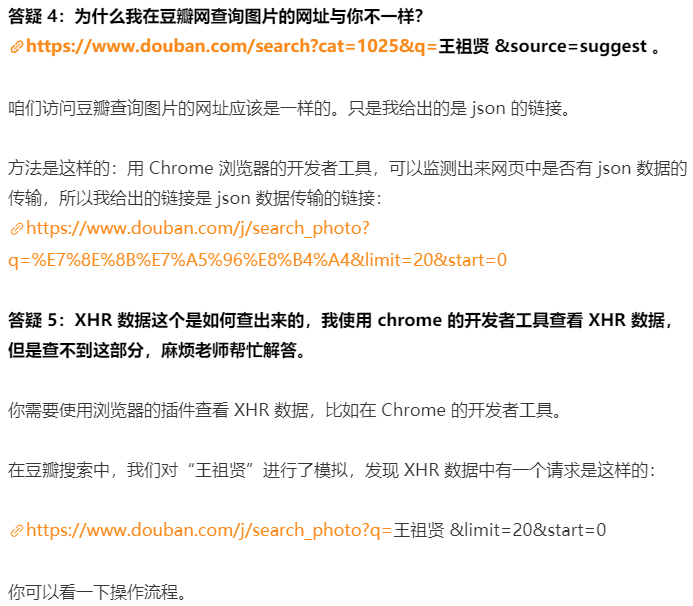 答疑 4：为什么我在豆瓣网查询图片的网址与你不一样？
https://www.douban.com/search?cat=1025&q=王祖贤 &source=suggest 。
咱们访问豆瓣查询图片的网址应该是一样的。只是我给出的是 json 的链接。
方法是这样的：用 Chrome 浏览器的开发者工具，可以监测出来网页中是否有 json 数据的
传输，所以我给出的链接是 json 数据传输的链接：
https://www.douban.com/j/search_photo?
q=%E7%8E%8B%E7%A5%96%E8%B4%A4&limit=20&start=0
答疑 5：XHR 数据这个是如何查出来的，我使用 chrome 的开发者工具查看 XHR 数据，
但是查不到这部分，麻烦老师帮忙解答。
你需要使用浏览器的插件查看 XHR 数据，比如在 Chrome 的开发者工具。
在豆瓣搜索中，我们对“王祖贤”进行了模拟，发现 XHR 数据中有一个请求是这样的：
https://www.douban.com/j/search_photo?q=王祖贤 &limit=20&start=0
你可以看一下操作流程。